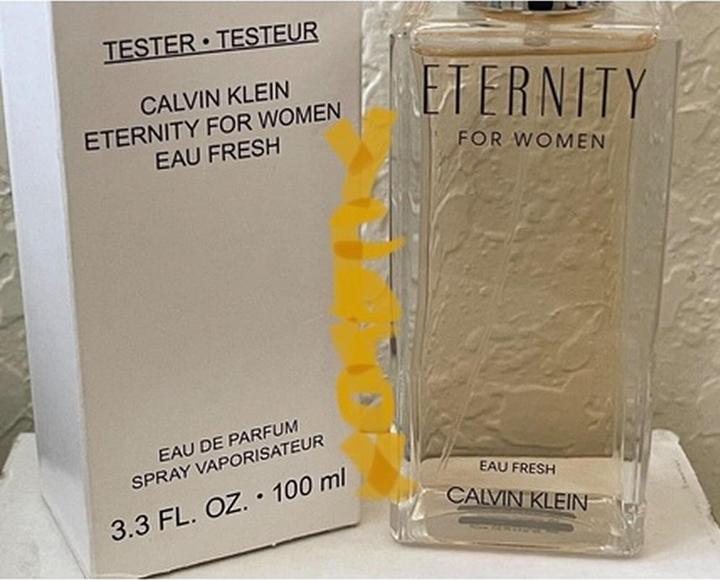 TESTER • TESTEUR
CALVIN KLEIN
ETERNITY FOR WOMEN
EAU FRESH
EAU DE PARFUM
SPRAY VAPORISATEUR
3.3 FL. OZ. • 100 ml
ETERNITY
FOR WOMEN
EAU FRESH
CALVIN KLEIN